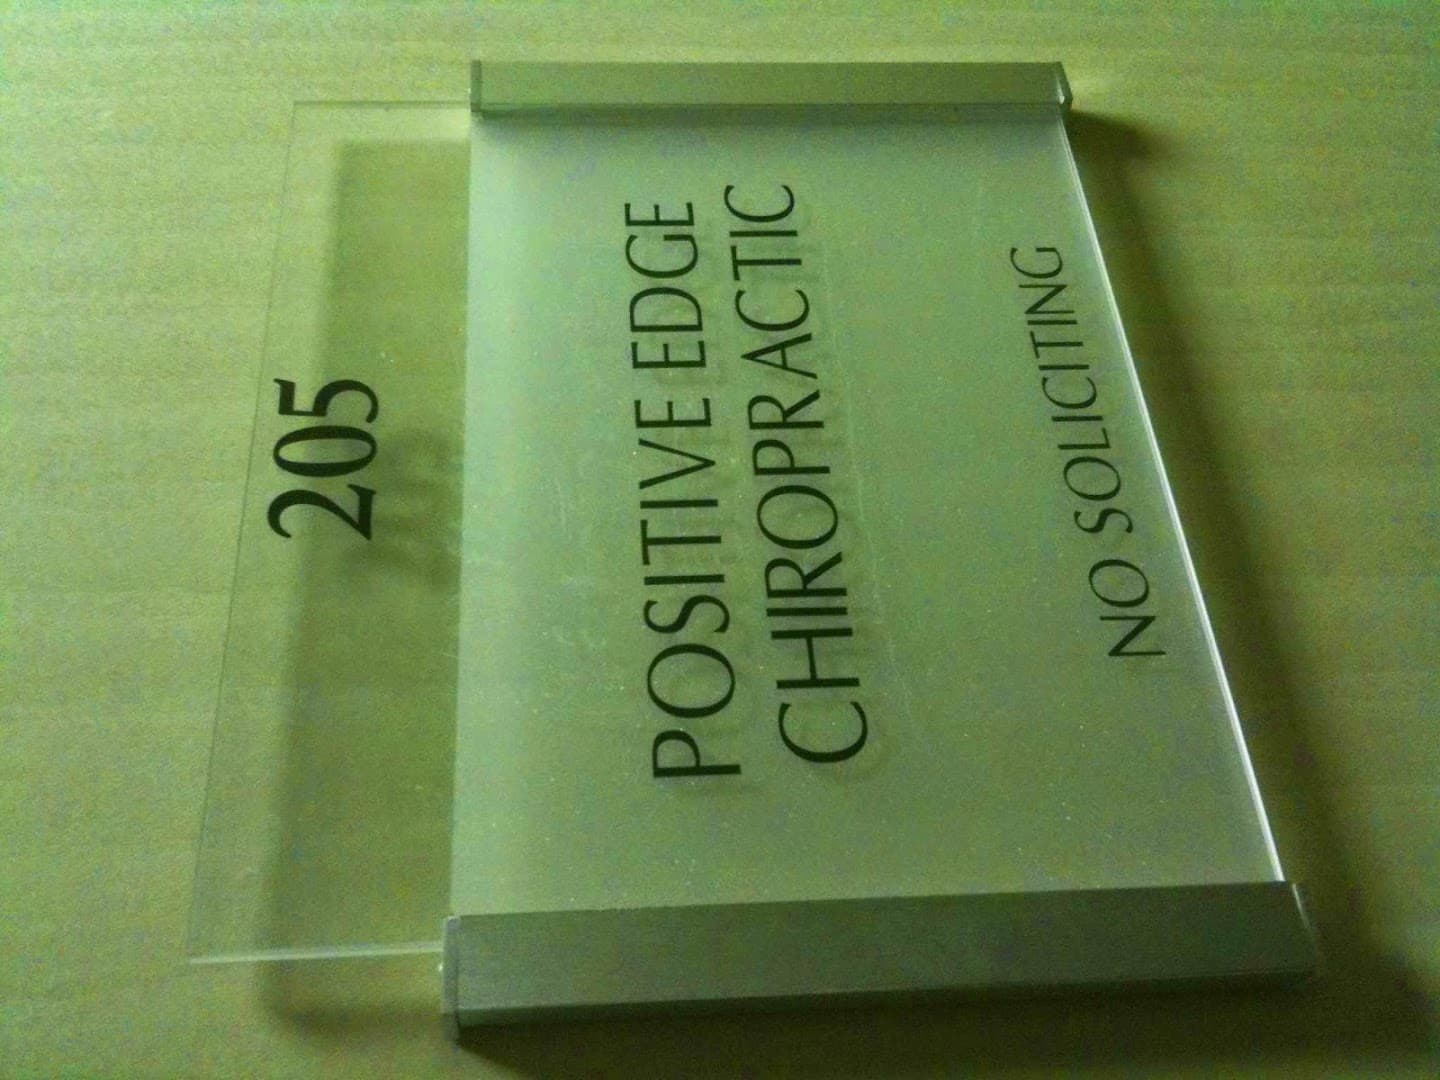 205
POSITIVE EDGE
CHIROPRACTIC
NO SOLICITING